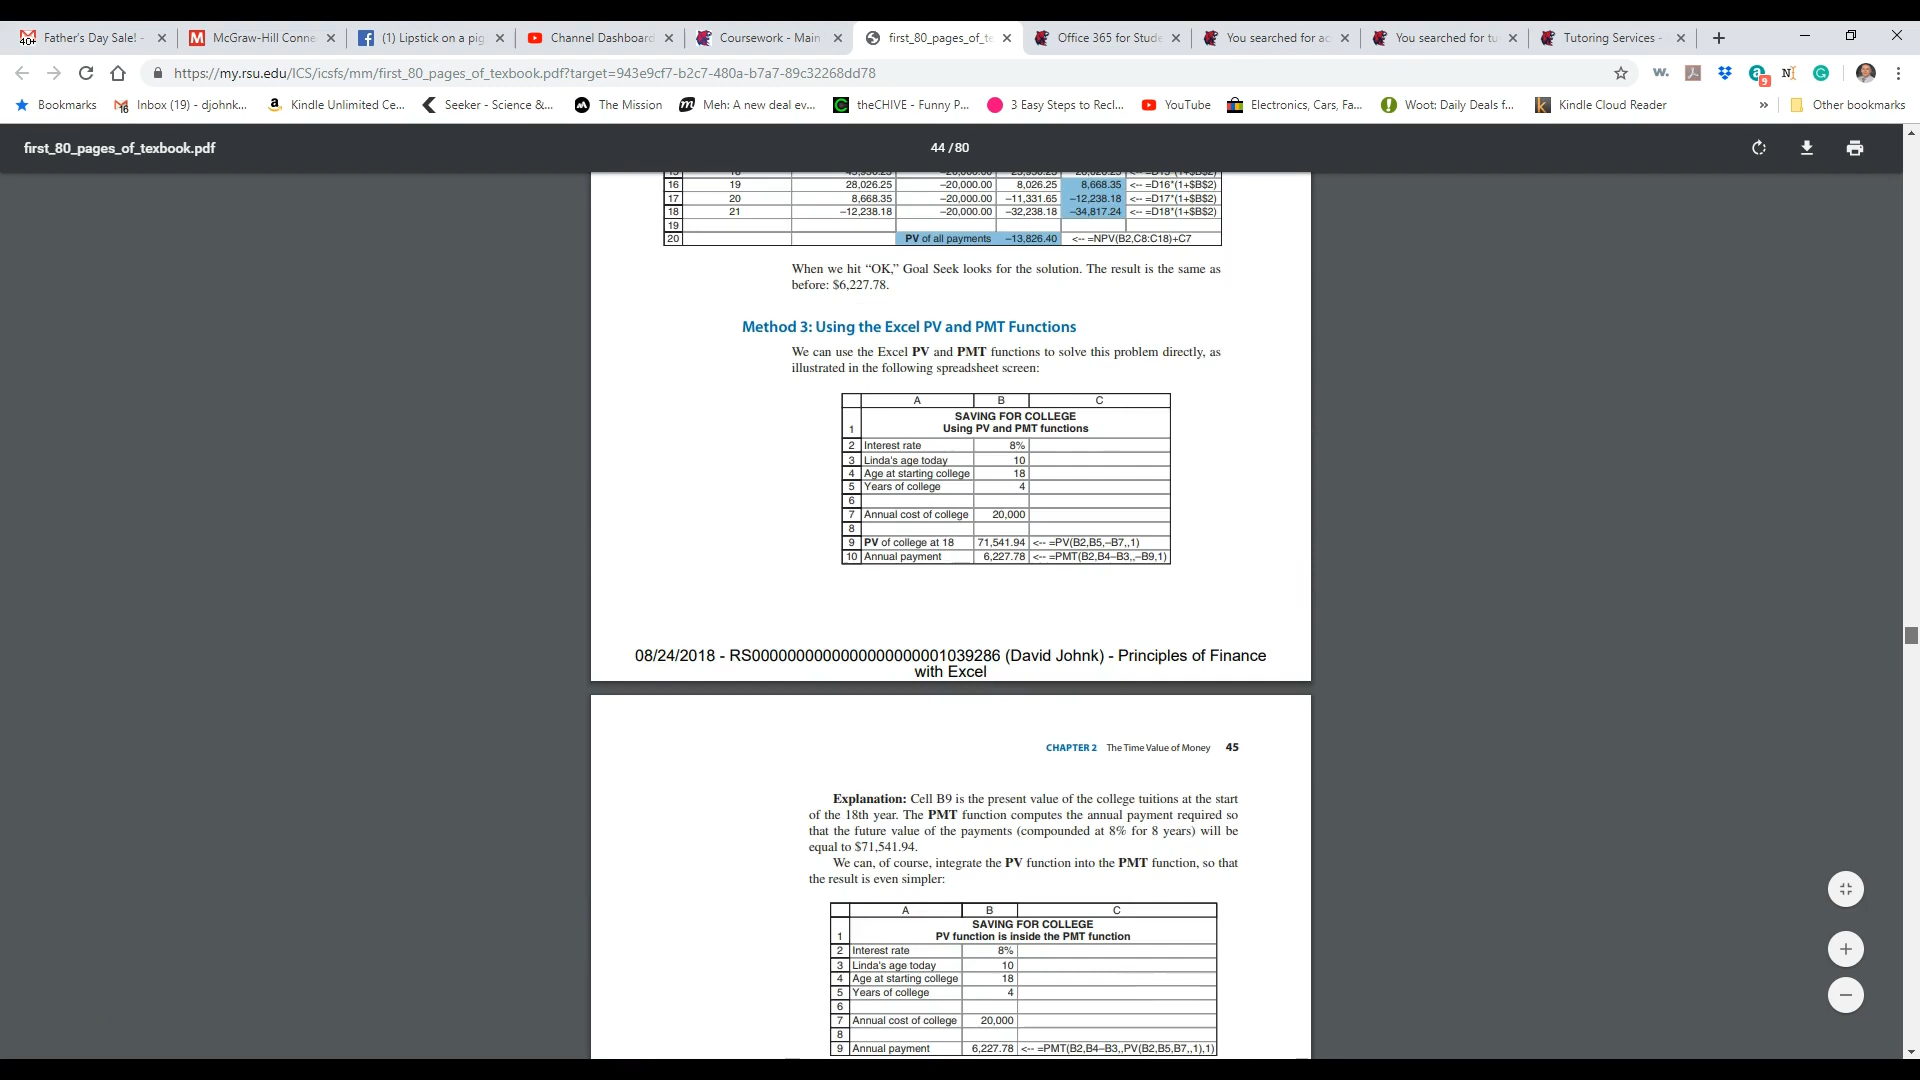 40+ Father's Day Sale! -
McGraw-Hill Conne
(1) Lipstick on a pig
Channel Dashboard
Coursework - Main
first_80_pages_of_te
Office 365 for Stude
You searched for ac
You searched for tu
Tutoring Services -
https://my.rsu.edu/ICS/icsfs/mm/first_80_pages_of_texbook.pdf?target=943e9cf7-b2c7-480a-b7a7-89c32268dd78
w. 9 N
Bookmarks
16 Inbox (19) - djohnk...
Kindle Unlimited Ce...
Seeker - Science &...
The Mission
Meh: A new deal ev...
theCHIVE - Funny P...
3 Easy Steps to Recl...
YouTube
Electronics, Cars, Fa...
Woot: Daily Deals f...
Kindle Cloud Reader
»
Other bookmarks
first_80_pages_of_texbook.pdf
44 / 80
16 19 28,026.25 –20,000.00 8,026.25 8,668.35 <-- =D16*(1+$B$2)
17 20 8,668.35 –20,000.00 –11,331.65 –12,238.18 <-- =D17*(1+$B$2)
18 21 –12,238.18 –20,000.00 –32,238.18 –34,817.24 <-- =D18*(1+$B$2)
19
20 PV of all payments –13,826.40 <-- =NPV(B2,C8:C18)+C7
When we hit “OK,” Goal Seek looks for the solution. The result is the same as
before: $6,227.78.
Method 3: Using the Excel PV and PMT Functions
We can use the Excel PV and PMT functions to solve this problem directly, as
illustrated in the following spreadsheet screen:
A B C
SAVING FOR COLLEGE
1 Using PV and PMT functions
2 Interest rate 8%
3 Linda's age today 10
4 Age at starting college 18
5 Years of college 4
6
7 Annual cost of college 20,000
8
9 PV of college at 18 71,541.94 <-- =PV(B2,B5,–B7,,1)
10 Annual payment 6,227.78 <-- =PMT(B2,B4–B3,,–B9,1)
08/24/2018 - RS0000000000000000000001039286 (David Johnk) - Principles of Finance
with Excel
CHAPTER 2 The Time Value of Money 45
Explanation: Cell B9 is the present value of the college tuitions at the start
of the 18th year. The PMT function computes the annual payment required so
that the future value of the payments (compounded at 8% for 8 years) will be
equal to $71,541.94.
We can, of course, integrate the PV function into the PMT function, so that
the result is even simpler:
A B C
SAVING FOR COLLEGE
1 PV function is inside the PMT function
2 Interest rate 8%
3 Linda's age today 10
4 Age at starting college 18
5 Years of college 4
6
7 Annual cost of college 20,000
8
9 Annual payment 6,227.78 <-- =PMT(B2,B4–B3,,PV(B2,B5,B7,,1),1)